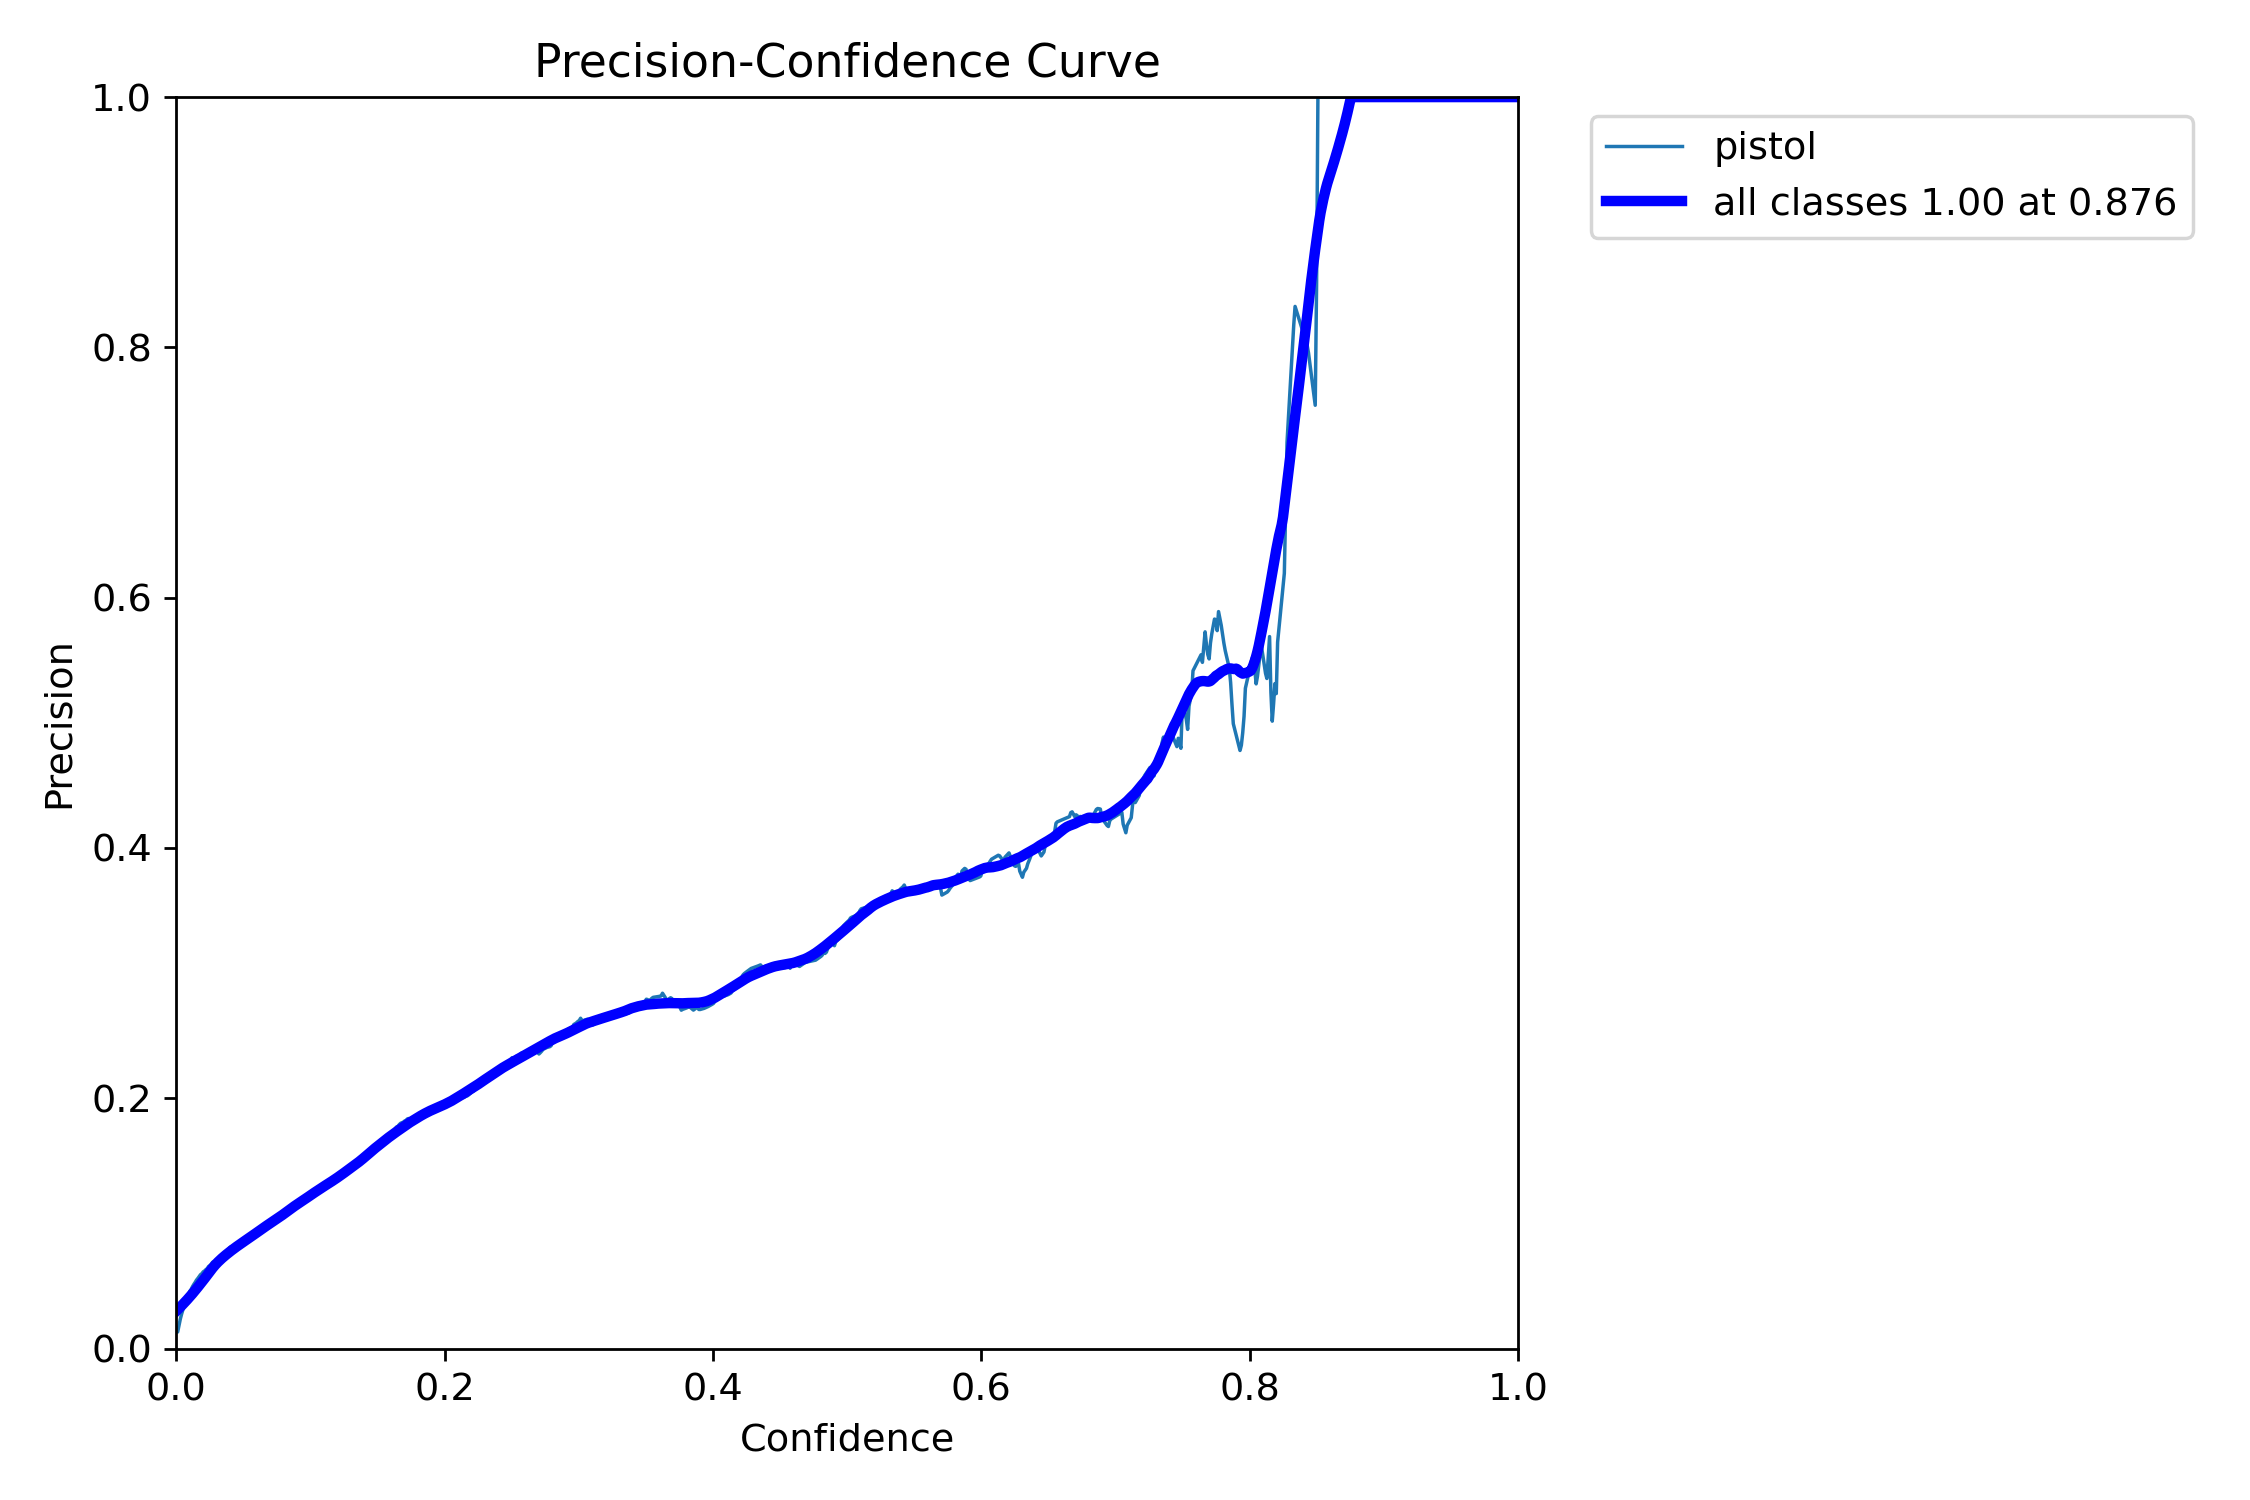 Precision-Confidence Curve
1.0
0.8
0.6
0.4
0.2
0.0
Precision
0.0 0.2 0.4 0.6 0.8 1.0
Confidence
pistol
all classes 1.00 at 0.876